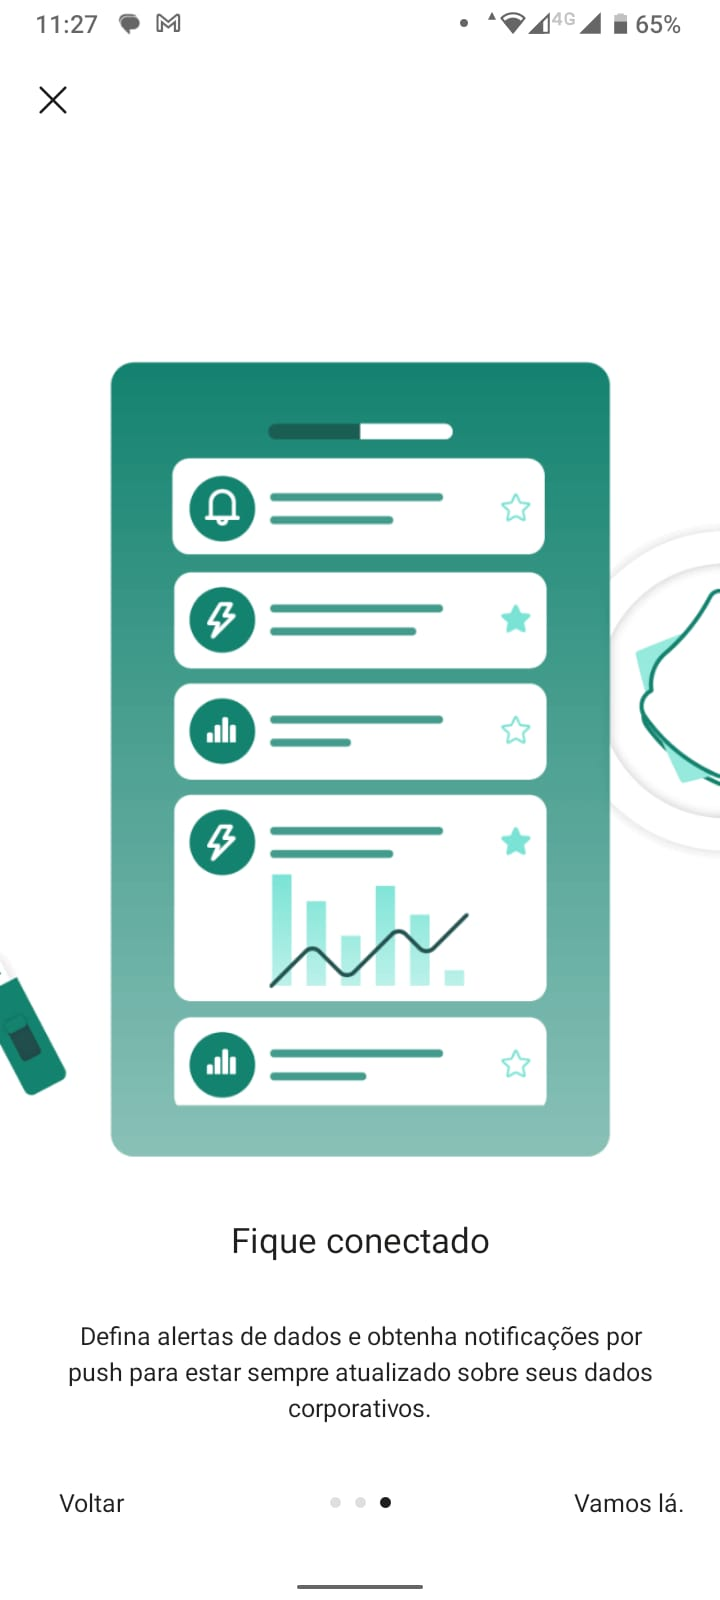 11:27
4G
65%
Fique conectado
Defina alertas de dados e obtenha notificações por
push para estar sempre atualizado sobre seus dados
corporativos.
Voltar
Vamos lá.